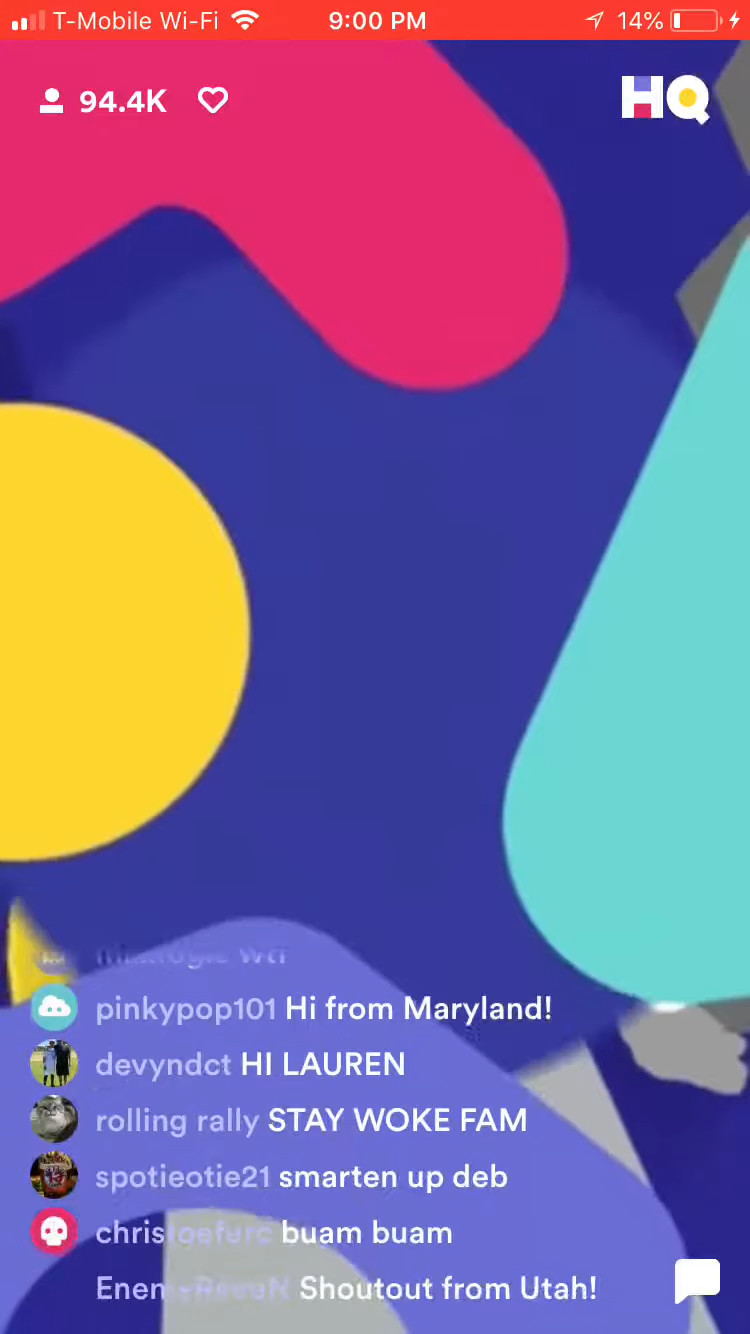 T-Mobile Wi-Fi 9:00 PM 14%
94.4K HQ
pinkypop101 Hi from Maryland!
devyndct HI LAUREN
rolling rally STAY WOKE FAM
spotieotie21 smarten up deb
buam buam
Shoutout from Utah!